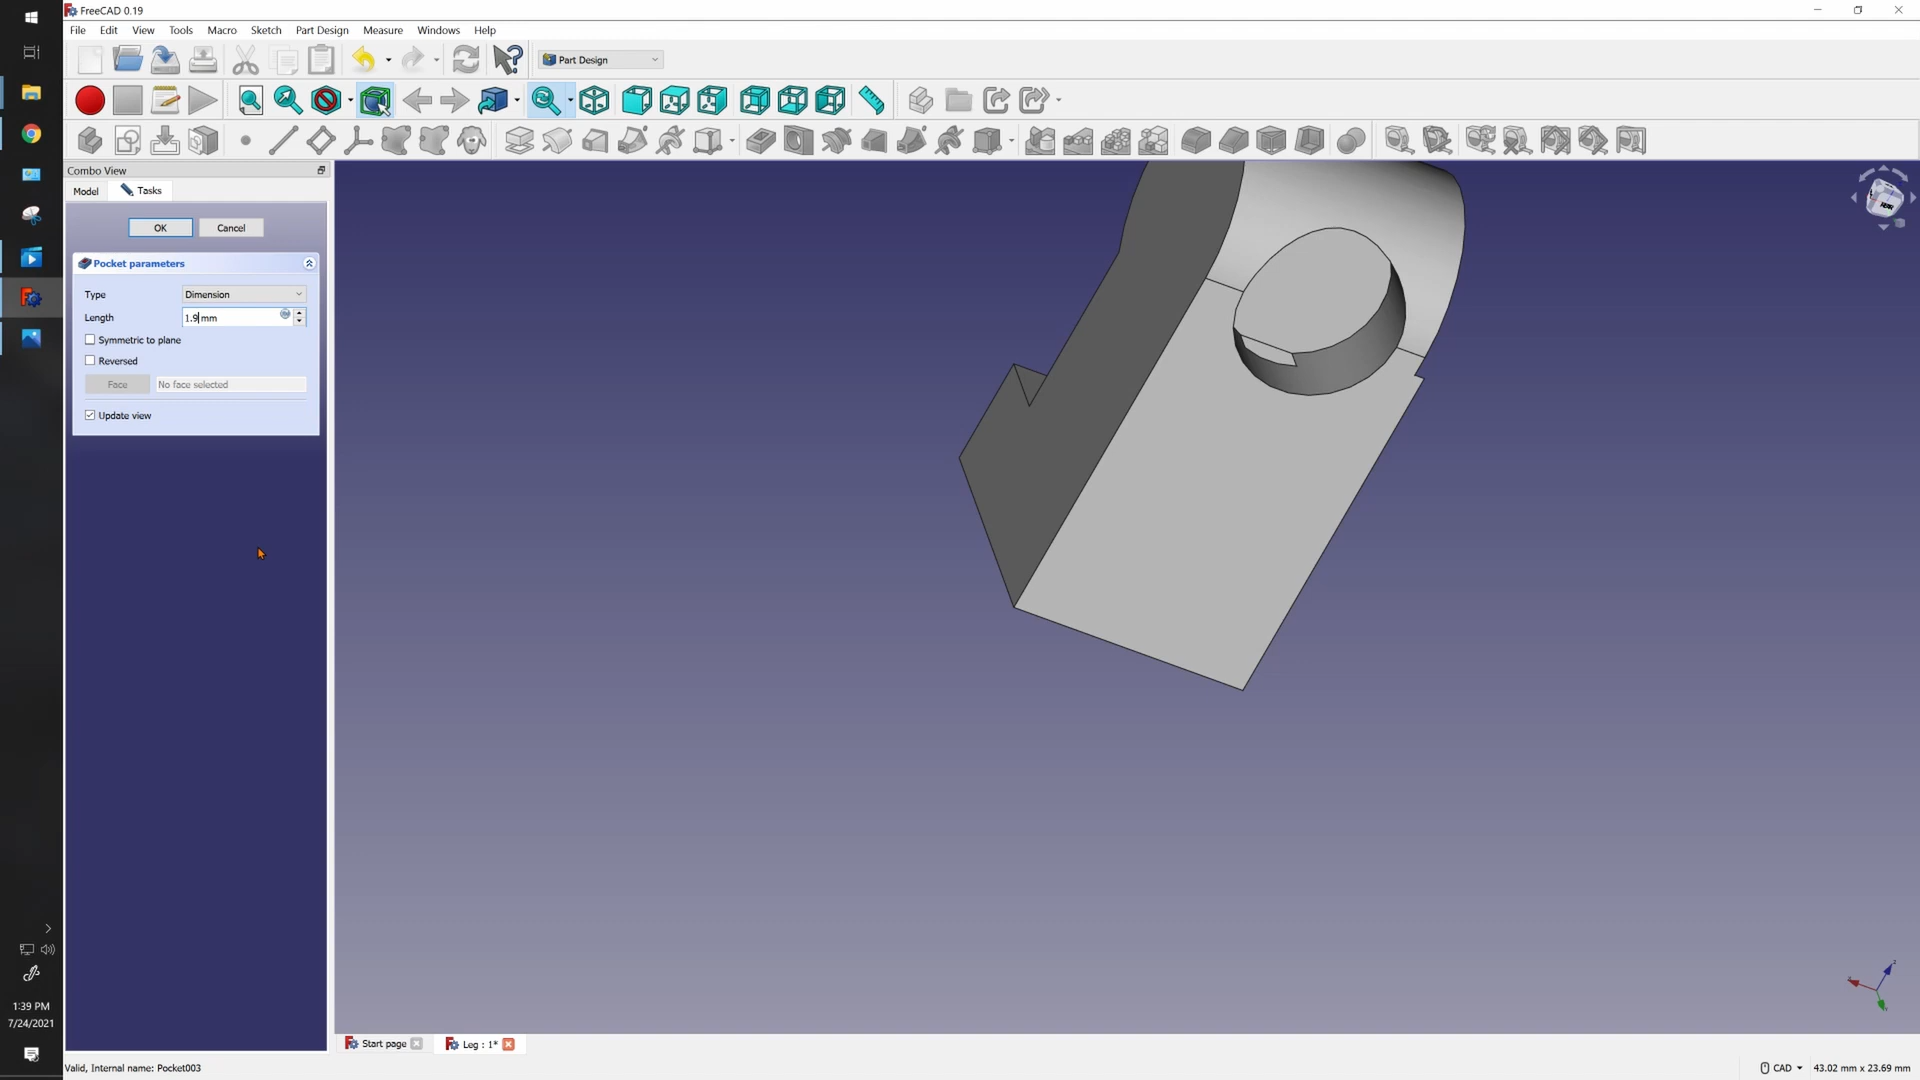 FreeCAD 0.19
File Edit View Tools Macro Sketch Part Design Measure Windows Help
Part Design
Combo View
Model Tasks
OK Cancel
Pocket parameters
Type Dimension
Length 1.9 mm
Symmetric to plane
Reversed
Face No face selected
Update view
REAR
1:39 PM
7/24/2021
Start page Leg : 1*
Valid, Internal name: Pocket003
CAD 43.02 mm x 23.69 mm